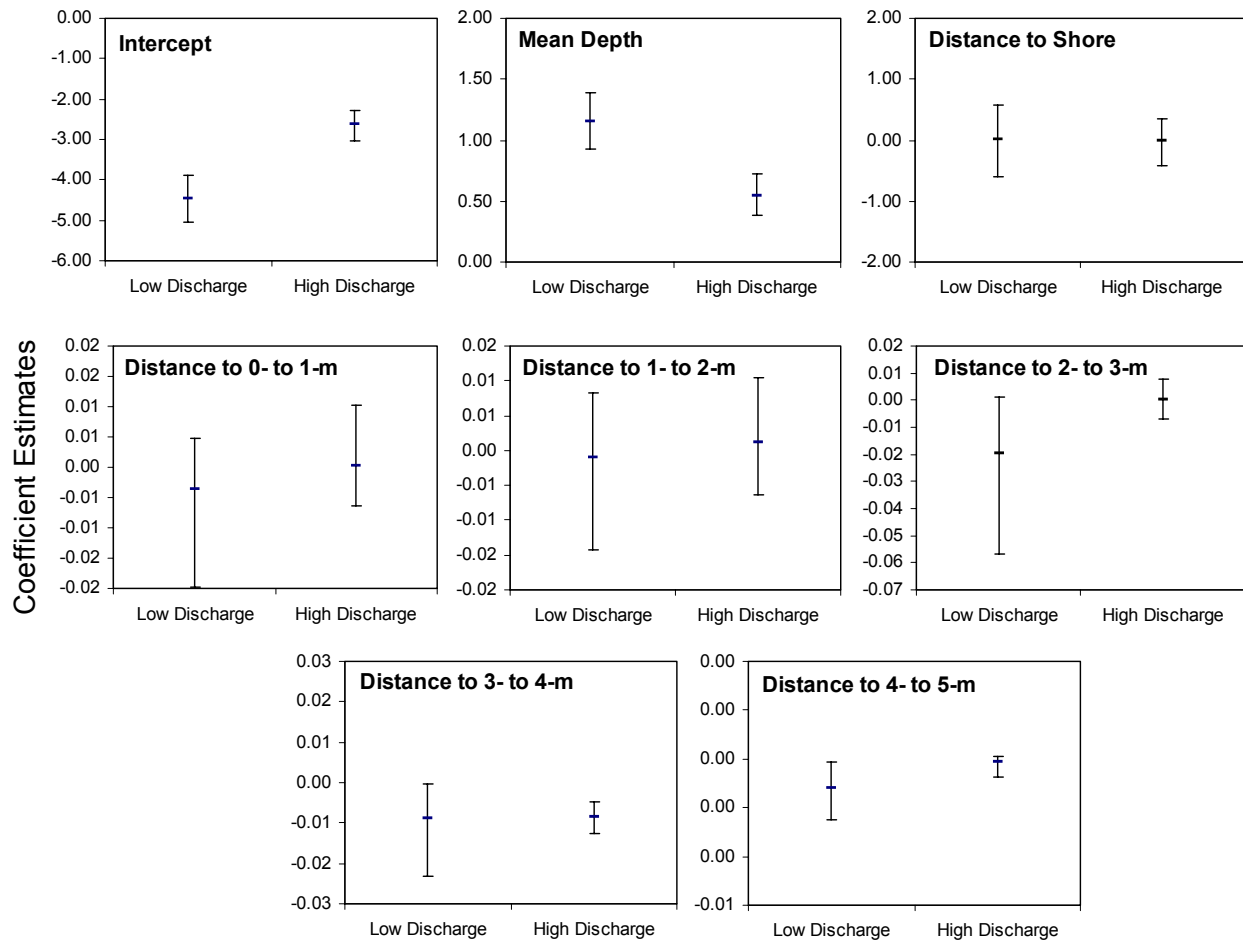 0.00
-1.00
-2.00
-3.00
-4.00
-5.00
-6.00
Intercept
Low Discharge
High Discharge
2.00
1.50
1.00
0.50
0.00
Mean Depth
Low Discharge
High Discharge
2.00
1.00
0.00
-1.00
-2.00
Distance to Shore
Low Discharge
High Discharge
Coefficient Estimates
0.02
0.02
0.01
0.01
0.00
-0.01
-0.01
-0.02
-0.02
Distance to 0- to 1-m
Low Discharge
High Discharge
0.02
0.01
0.01
0.00
-0.01
-0.01
-0.02
-0.02
Distance to 1- to 2-m
Low Discharge
High Discharge
0.02
0.01
0.00
-0.01
-0.02
-0.03
-0.04
-0.05
-0.06
-0.07
Distance to 2- to 3-m
Low Discharge
High Discharge
0.03
0.02
0.01
0.00
-0.01
-0.02
-0.03
Distance to 3- to 4-m
Low Discharge
High Discharge
0.00
0.00
0.00
0.00
0.00
-0.01
Distance to 4- to 5-m
Low Discharge
High Discharge